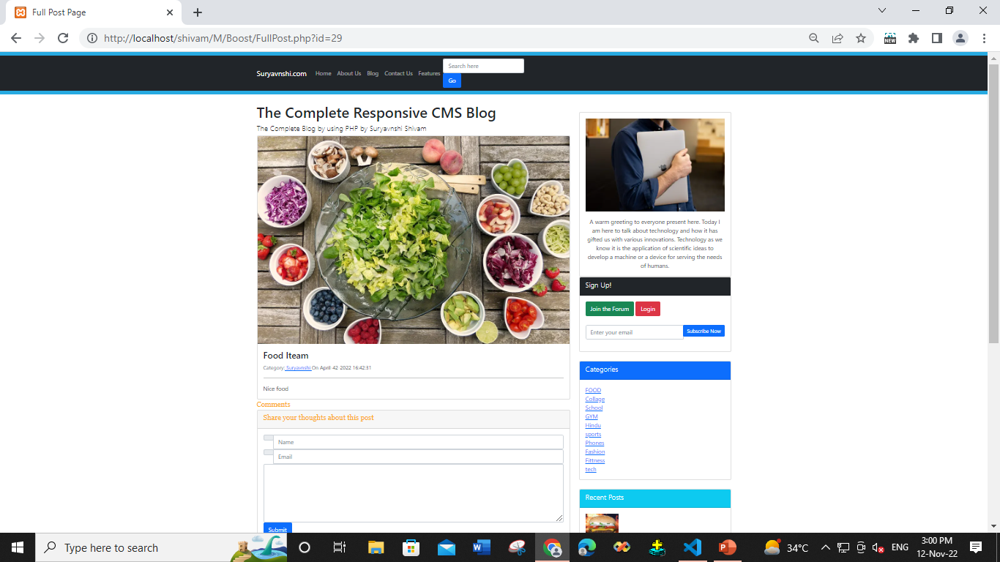 Full Post Page
http://localhost/shivam/M/Boost/FullPost.php?id=29
NEW
Suryavnshi.com
Home
About Us
Blog
Contact Us
Features
Search here
Go
The Complete Responsive CMS Blog
The Complete Blog by using PHP by Suryavnshi Shivam
Food Iteam
Category: Suryavnshi On April-42-2022 16:42:31
Nice food
Comments
Share your thoughts about this post
Name
Email
Submit
A warm greeting to everyone present here. Today I
am here to talk about technology and how it has
gifted us with various innovations. Technology as we
know it is the application of scientific ideas to
develop a machine or a device for serving the needs
of humans.
Sign Up!
Join the Forum
Login
Enter your email
Subscribe Now
Categories
FOOD
Collage
School
GYM
Hindu
sports
Phones
Fashion
Fittness
tech
Recent Posts
Type here to search
34°C
ENG
3:00 PM
12-Nov-22